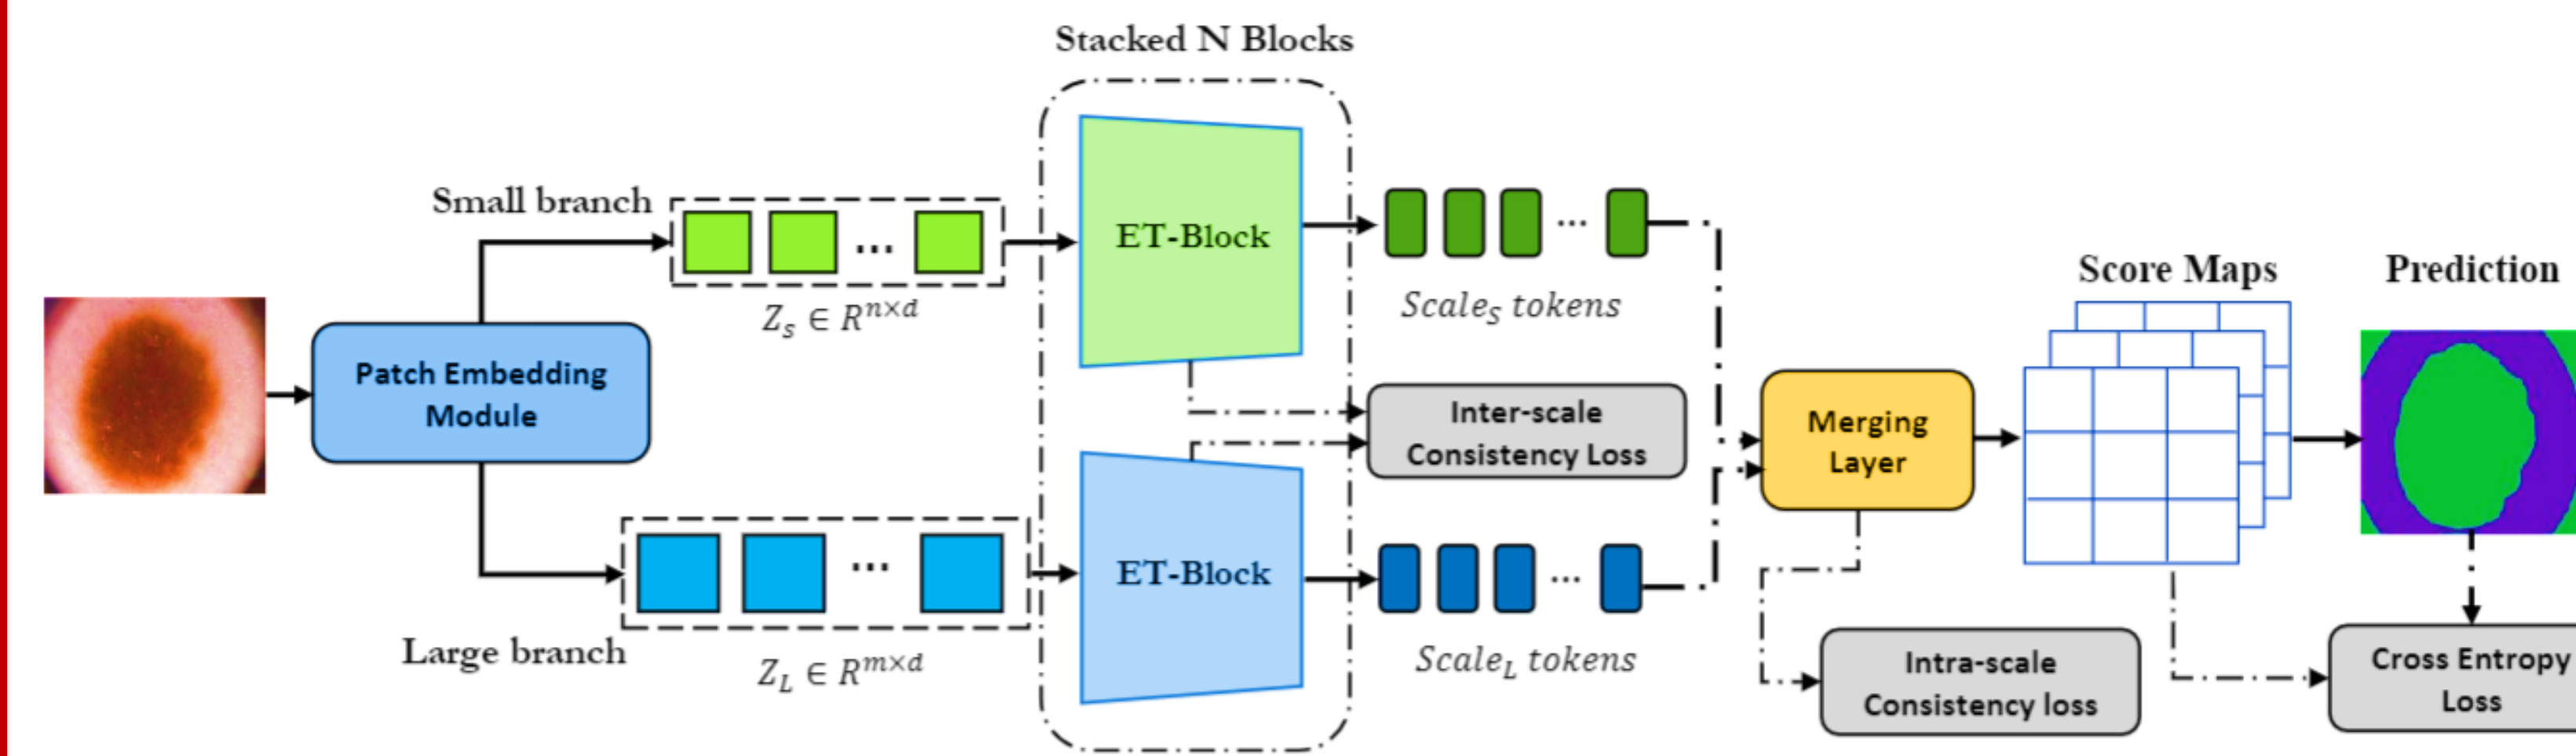 Stacked N Blocks
Small branch
ET-Block
...
...
Z_s ∈ R^{n×d}
Scale_S tokens
Score Maps
Prediction
Patch Embedding
Module
Inter-scale
Consistency Loss
Merging
Layer
...
ET-Block
...
Large branch
Z_L ∈ R^{m×d}
Scale_L tokens
Intra-scale
Consistency loss
Cross Entropy
Loss